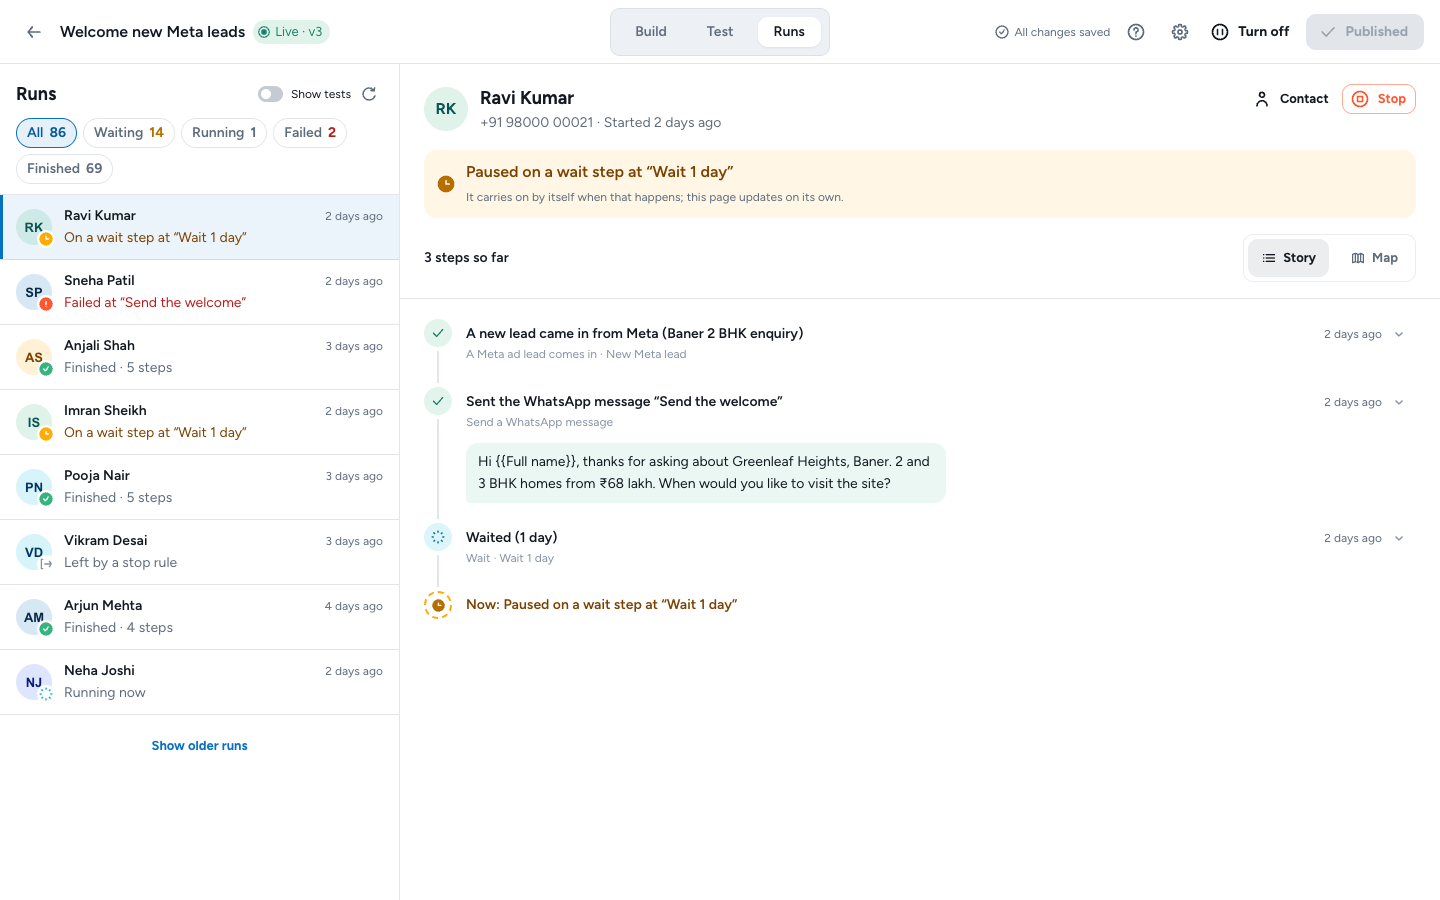 Welcome new Meta leads
Live · v3
Build
Test
Runs
All changes saved
Turn off
Published
Runs
Show tests
All 86
Waiting 14
Running 1
Failed 2
Finished 69
RK
Ravi Kumar
2 days ago
On a wait step at “Wait 1 day”
SP
Sneha Patil
2 days ago
Failed at “Send the welcome”
AS
Anjali Shah
3 days ago
Finished · 5 steps
IS
Imran Sheikh
2 days ago
On a wait step at “Wait 1 day”
PN
Pooja Nair
3 days ago
Finished · 5 steps
VD
Vikram Desai
3 days ago
Left by a stop rule
AM
Arjun Mehta
4 days ago
Finished · 4 steps
NJ
Neha Joshi
2 days ago
Running now
Show older runs
RK
Ravi Kumar
+91 98000 00021 · Started 2 days ago
Contact
Stop
Paused on a wait step at “Wait 1 day”
It carries on by itself when that happens; this page updates on its own.
3 steps so far
Story
Map
A new lead came in from Meta (Baner 2 BHK enquiry)
2 days ago
A Meta ad lead comes in · New Meta lead
Sent the WhatsApp message “Send the welcome”
2 days ago
Send a WhatsApp message
Hi {{Full name}}, thanks for asking about Greenleaf Heights, Baner. 2 and
3 BHK homes from ₹68 lakh. When would you like to visit the site?
Waited (1 day)
2 days ago
Wait · Wait 1 day
Now: Paused on a wait step at “Wait 1 day”